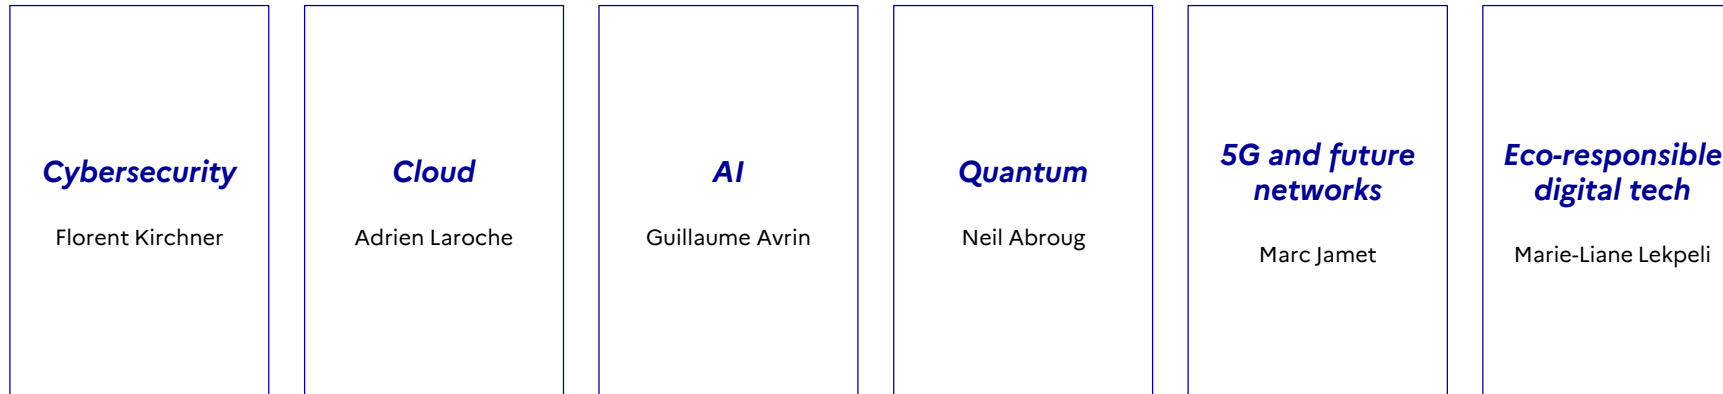 Cybersecurity
Florent Kirchner
Cloud
Adrien Laroche
AI
Guillaume Avrin
Quantum
Neil Abroug
5G and future
networks
Marc Jamet
Eco-responsible
digital tech
Marie-Liane Lekpeli